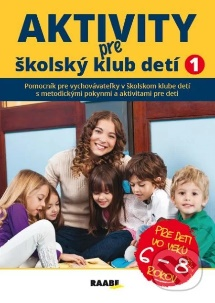 AKTIVITY
pre
školský klub detí 1
Pomocník pre vychovávateľky v školskom klube detí
s metodickými pokynmi a aktivitami pre deti
PRE DETI
VO VEKU
6 – 8
ROKOV
RAABE